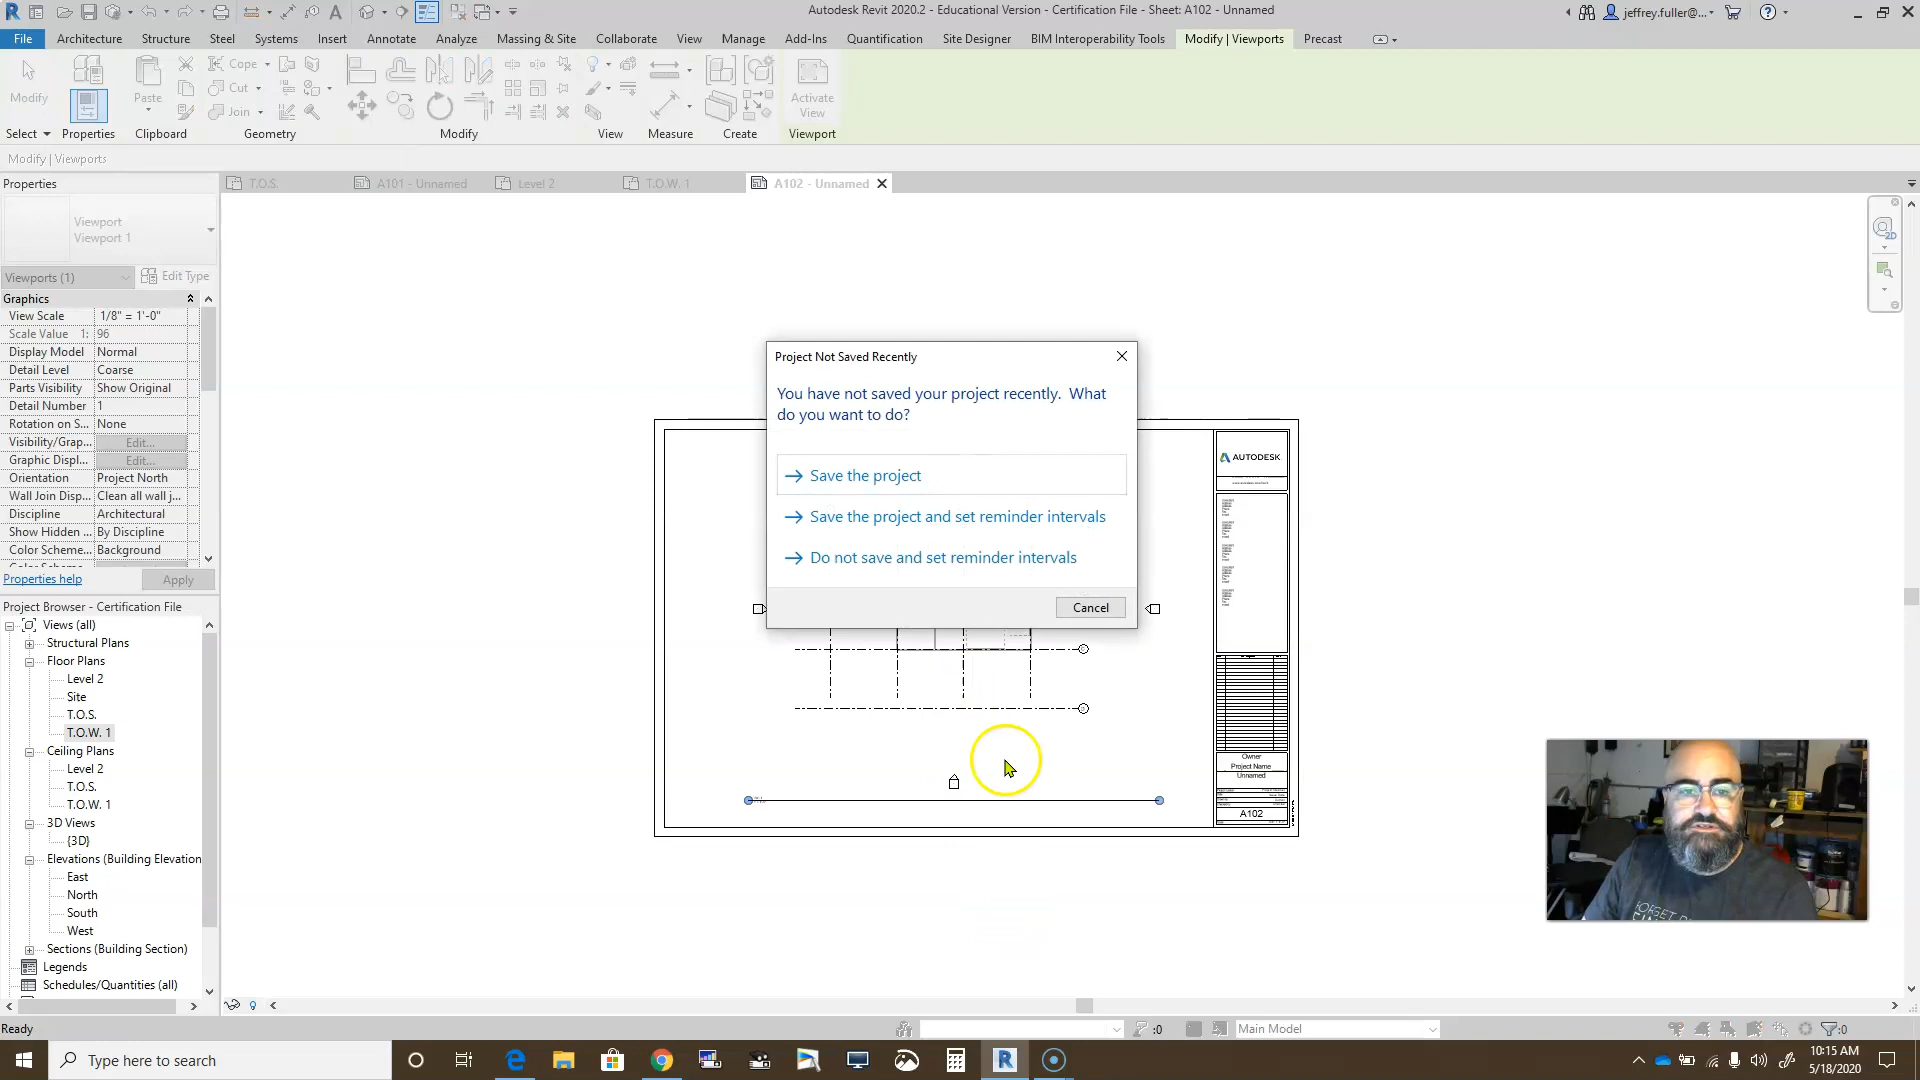 Autodesk Revit 2020.2 - Educational Version - Certification File - Sheet: A102 - Unnamed
jeffrey.fuller@...
File Architecture Structure Steel Systems Insert Annotate Analyze Massing & Site Collaborate View Manage Add-Ins Quantification Site Designer BIM Interoperability Tools Modify | Viewports Precast
Modify
Paste
Cope
Cut
Join
Activate
View
Select Properties Clipboard Geometry Modify View Measure Create Viewport
Modify | Viewports
Properties
T.O.S. A101 - Unnamed Level 2 T.O.W. 1 A102 - Unnamed
Viewport
Viewport 1
Viewports (1) Edit Type
Graphics
View Scale 1/8" = 1'-0"
Scale Value 1: 96
Display Model Normal
Detail Level Coarse
Parts Visibility Show Original
Detail Number 1
Rotation on S... None
Visibility/Grap... Edit...
Graphic Displ... Edit...
Orientation Project North
Wall Join Disp... Clean all wall j...
Discipline Architectural
Show Hidden ... By Discipline
Color Scheme... Background
Properties help Apply
Project Browser - Certification File
Views (all)
Structural Plans
Floor Plans
Level 2
Site
T.O.S.
T.O.W. 1
Ceiling Plans
Level 2
T.O.S.
T.O.W. 1
3D Views
{3D}
Elevations (Building Elevation
East
North
South
West
Sections (Building Section)
Legends
Schedules/Quantities (all)
Project Not Saved Recently
You have not saved your project recently. What
do you want to do?
Save the project
Save the project and set reminder intervals
Do not save and set reminder intervals
Cancel
AUTODESK
Owner
Project Name
Unnamed
A102
2D
Ready
:0
Main Model
:0
Type here to search
10:15 AM
5/18/2020